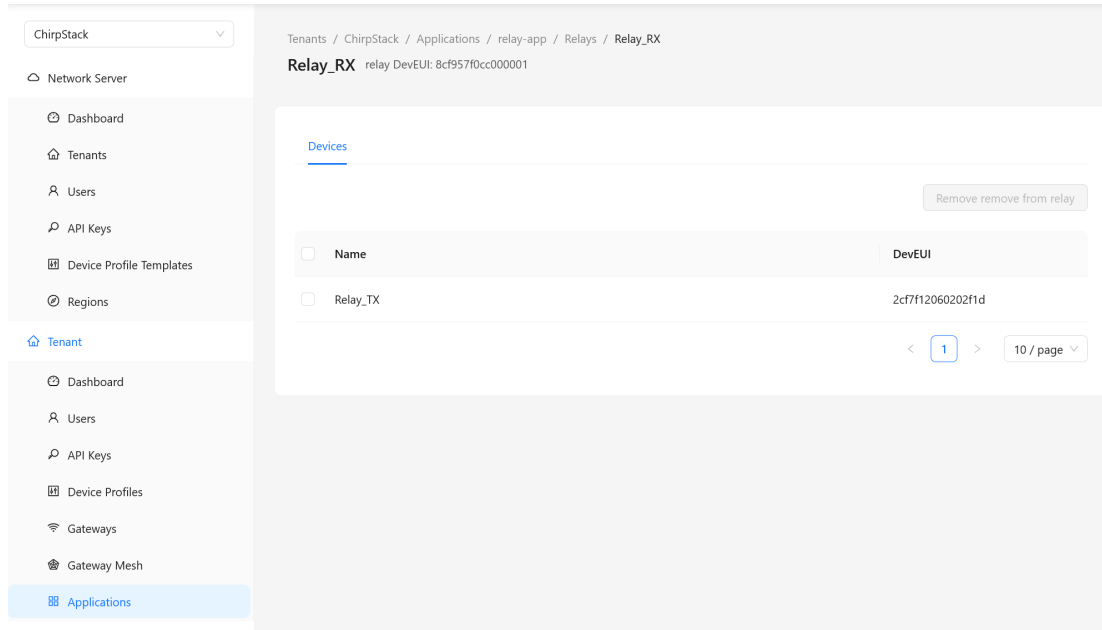 ChirpStack
Network Server
Dashboard
Tenants
Users
API Keys
Device Profile Templates
Regions
Tenant
Dashboard
Users
API Keys
Device Profiles
Gateways
Gateway Mesh
Applications
Tenants / ChirpStack / Applications / relay-app / Relays / Relay_RX
Relay_RX relay DevEUI: 8cf957f0cc000001
Devices
Remove remove from relay
Name DevEUI
Relay_TX 2cf7f12060202f1d
< 1 > 10 / page